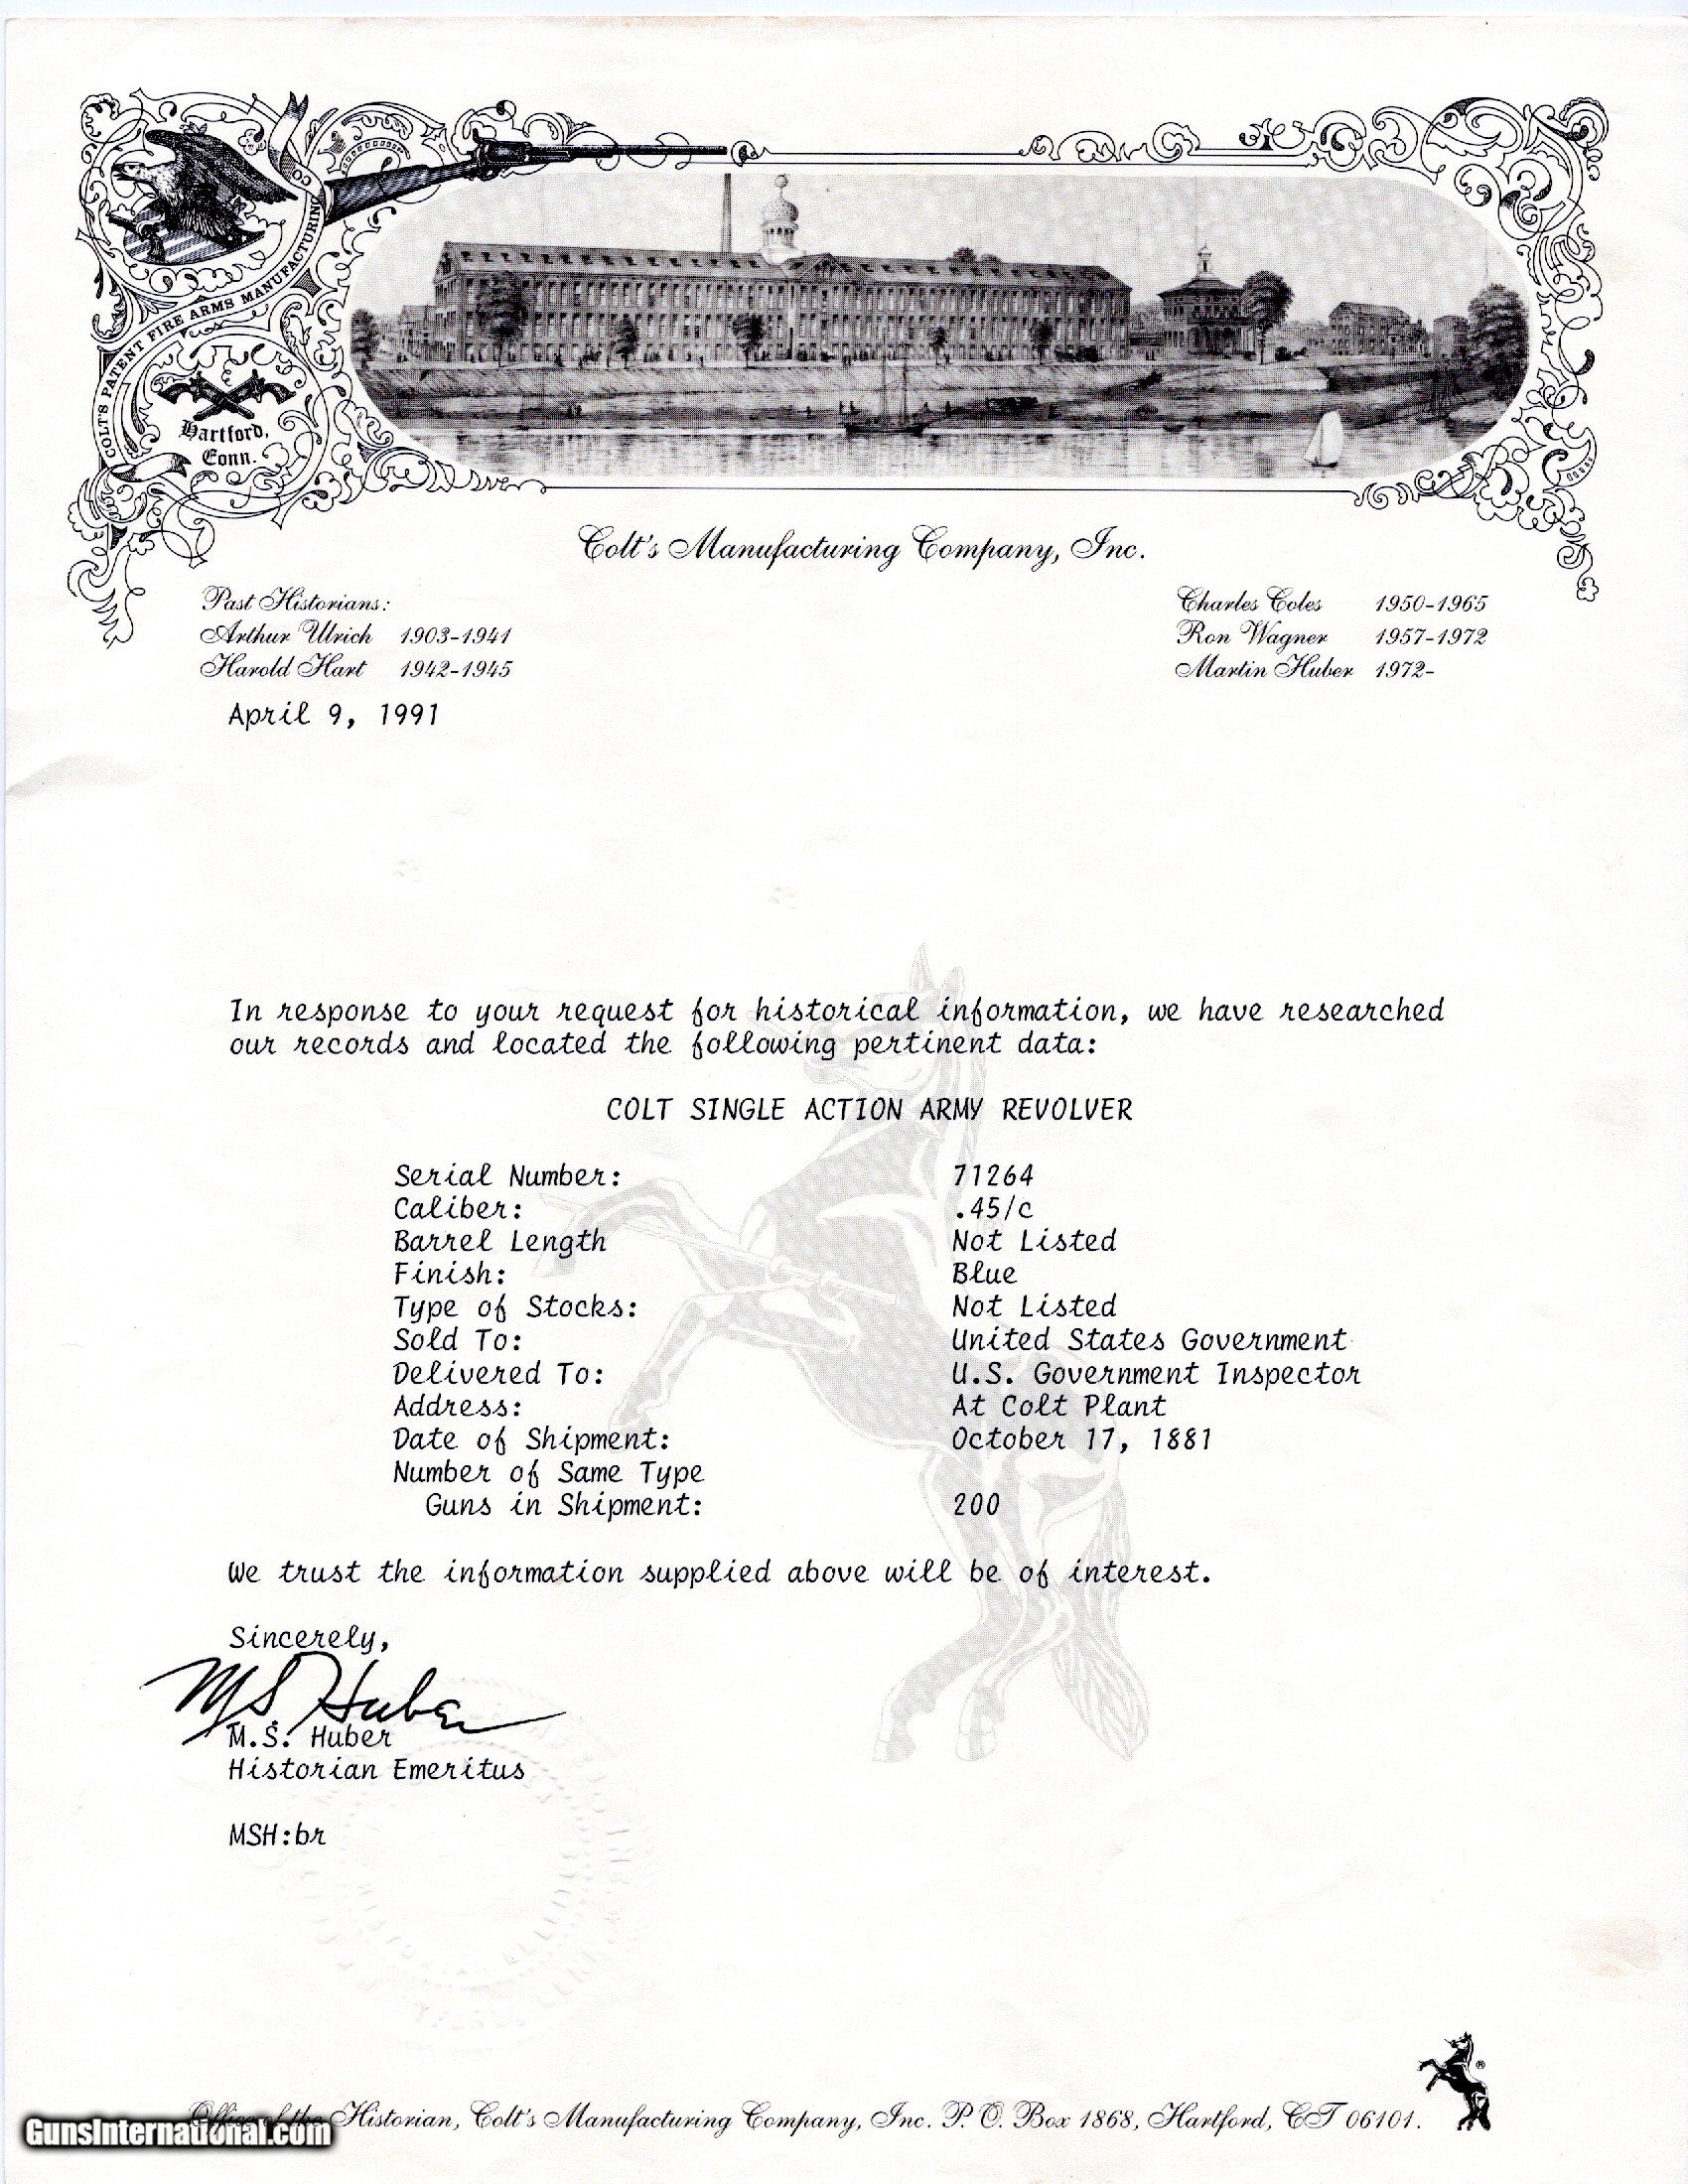 COLT'S PATENT FIRE ARMS MANUFACTURING CO
Hartford,
Conn.
Colt's Manufacturing Company, Inc.
Past Historians:
Arthur Ulrich 1903-1941
Harold Hart 1942-1945
Charles Coles 1950-1965
Ron Wagner 1957-1972
Martin Huber 1972-
April 9, 1991
In response to your request for historical information, we have researched
our records and located the following pertinent data:
COLT SINGLE ACTION ARMY REVOLVER
Serial Number: 71264
Caliber: .45/c
Barrel Length Not Listed
Finish: Blue
Type of Stocks: Not Listed
Sold To: United States Government
Delivered To: U.S. Government Inspector
Address: At Colt Plant
Date of Shipment: October 17, 1881
Number of Same Type
Guns in Shipment: 200
We trust the information supplied above will be of interest.
Sincerely,
MS Huber
M.S. Huber
Historian Emeritus
MSH:br
Office of the Historian, Colt's Manufacturing Company, Inc. P. O. Box 1868, Hartford, CT 06101.
GunsInternational.com